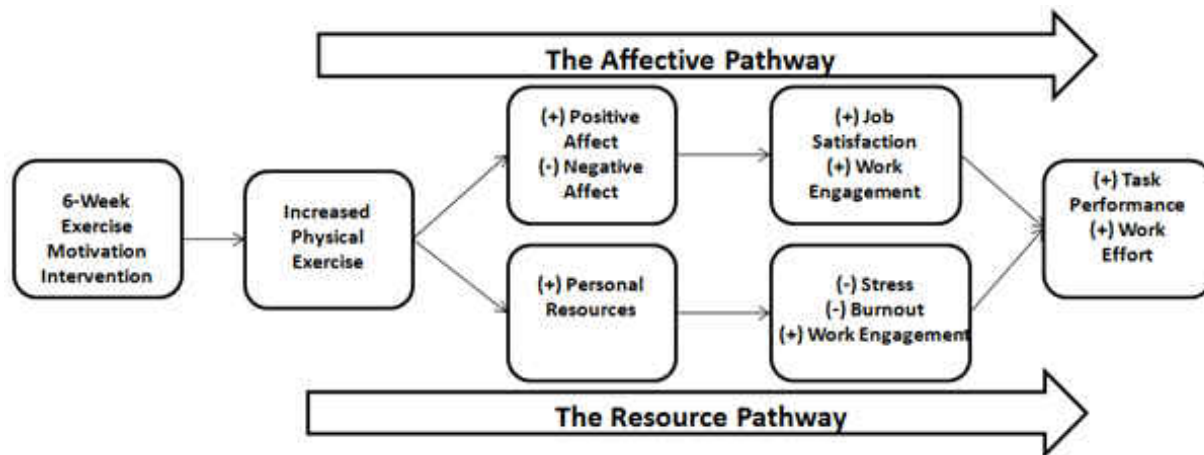 The Affective Pathway
6-Week
Exercise
Motivation
Intervention
Increased
Physical
Exercise
(+) Positive
Affect
(-) Negative
Affect
(+) Job
Satisfaction
(+) Work
Engagement
(+) Personal
Resources
(-) Stress
(-) Burnout
(+) Work Engagement
(+) Task
Performance
(+) Work
Effort
The Resource Pathway